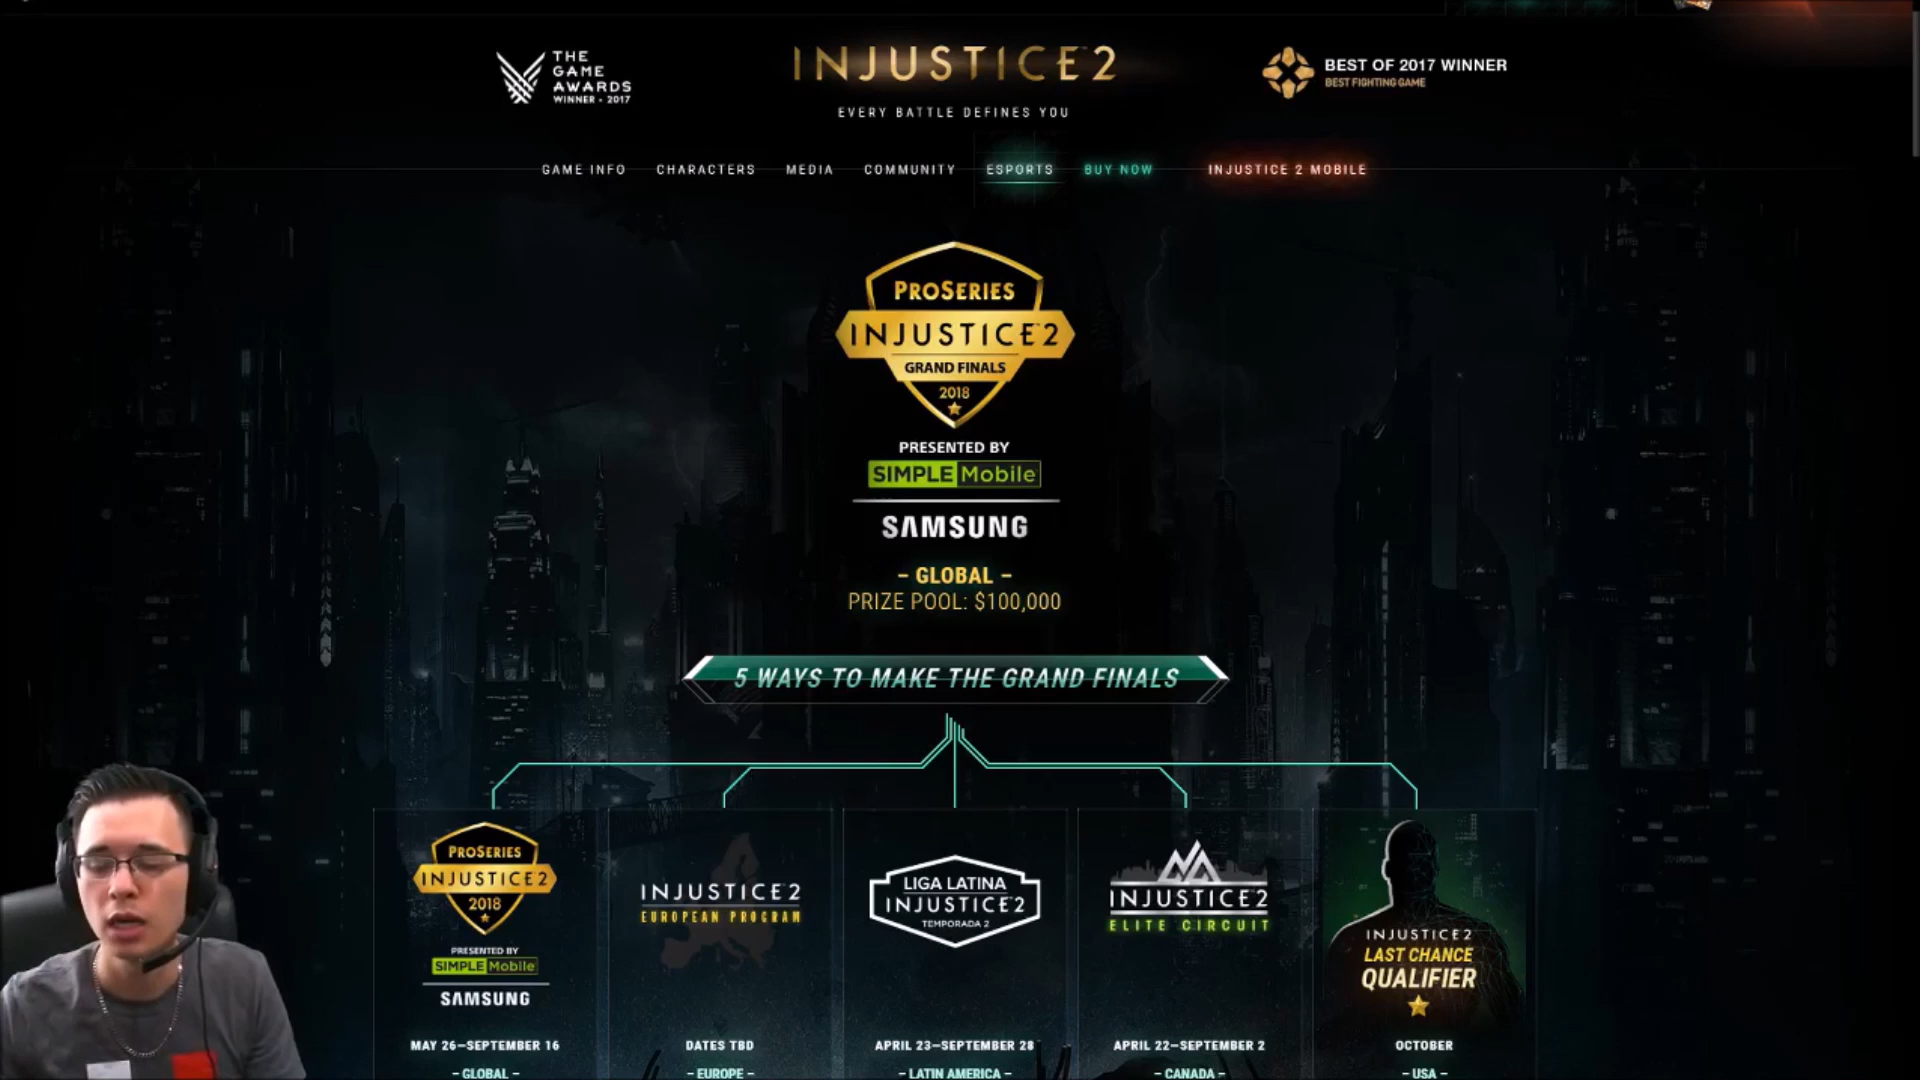 THE
GAME
AWARDS
WINNER • 2017
INJUSTICE 2
EVERY BATTLE DEFINES YOU
BEST OF 2017 WINNER
BEST FIGHTING GAME
GAME INFO
CHARACTERS
MEDIA
COMMUNITY
ESPORTS
BUY NOW
INJUSTICE 2 MOBILE
PROSERIES
INJUSTICE 2
GRAND FINALS
2018
PRESENTED BY
SIMPLE Mobile
SAMSUNG
– GLOBAL –
PRIZE POOL: $100,000
5 WAYS TO MAKE THE GRAND FINALS
PROSERIES
INJUSTICE 2
2018
PRESENTED BY
SIMPLE Mobile
SAMSUNG
MAY 26–SEPTEMBER 16
– GLOBAL –
INJUSTICE 2
EUROPEAN PROGRAM
DATES TBD
– EUROPE –
LIGA LATINA
INJUSTICE 2
TEMPORADA 2
APRIL 23–SEPTEMBER 28
– LATIN AMERICA –
INJUSTICE 2
ELITE CIRCUIT
APRIL 22–SEPTEMBER 2
– CANADA –
INJUSTICE 2
LAST CHANCE
QUALIFIER
OCTOBER
– USA –